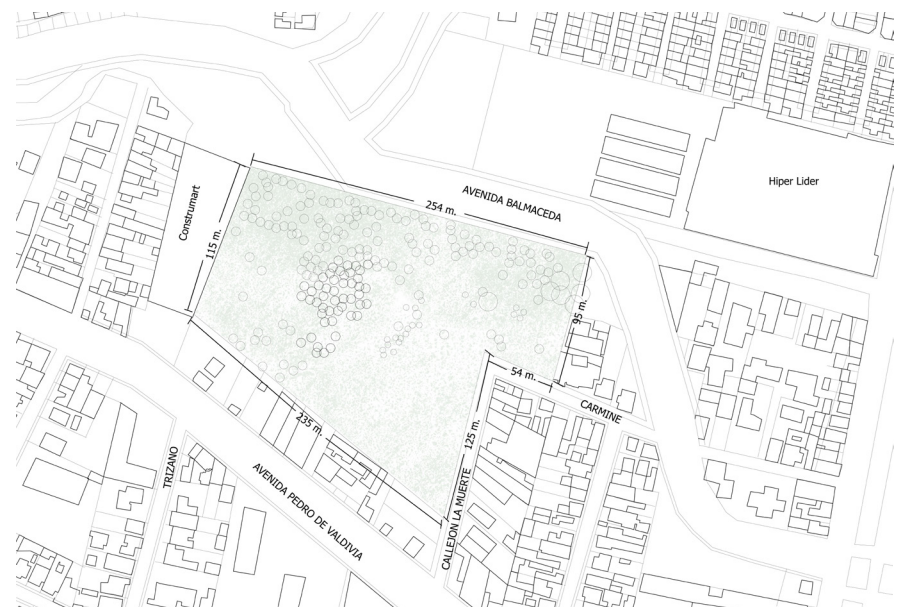 Hiper Lider
AVENIDA BALMACEDA
254 m.
Construmart
115 m.
95 m.
54 m.
CARMINE
235 m.
125 m.
TRIZANO
AVENIDA PEDRO DE VALDIVIA
CALLEJON LA MUERTE